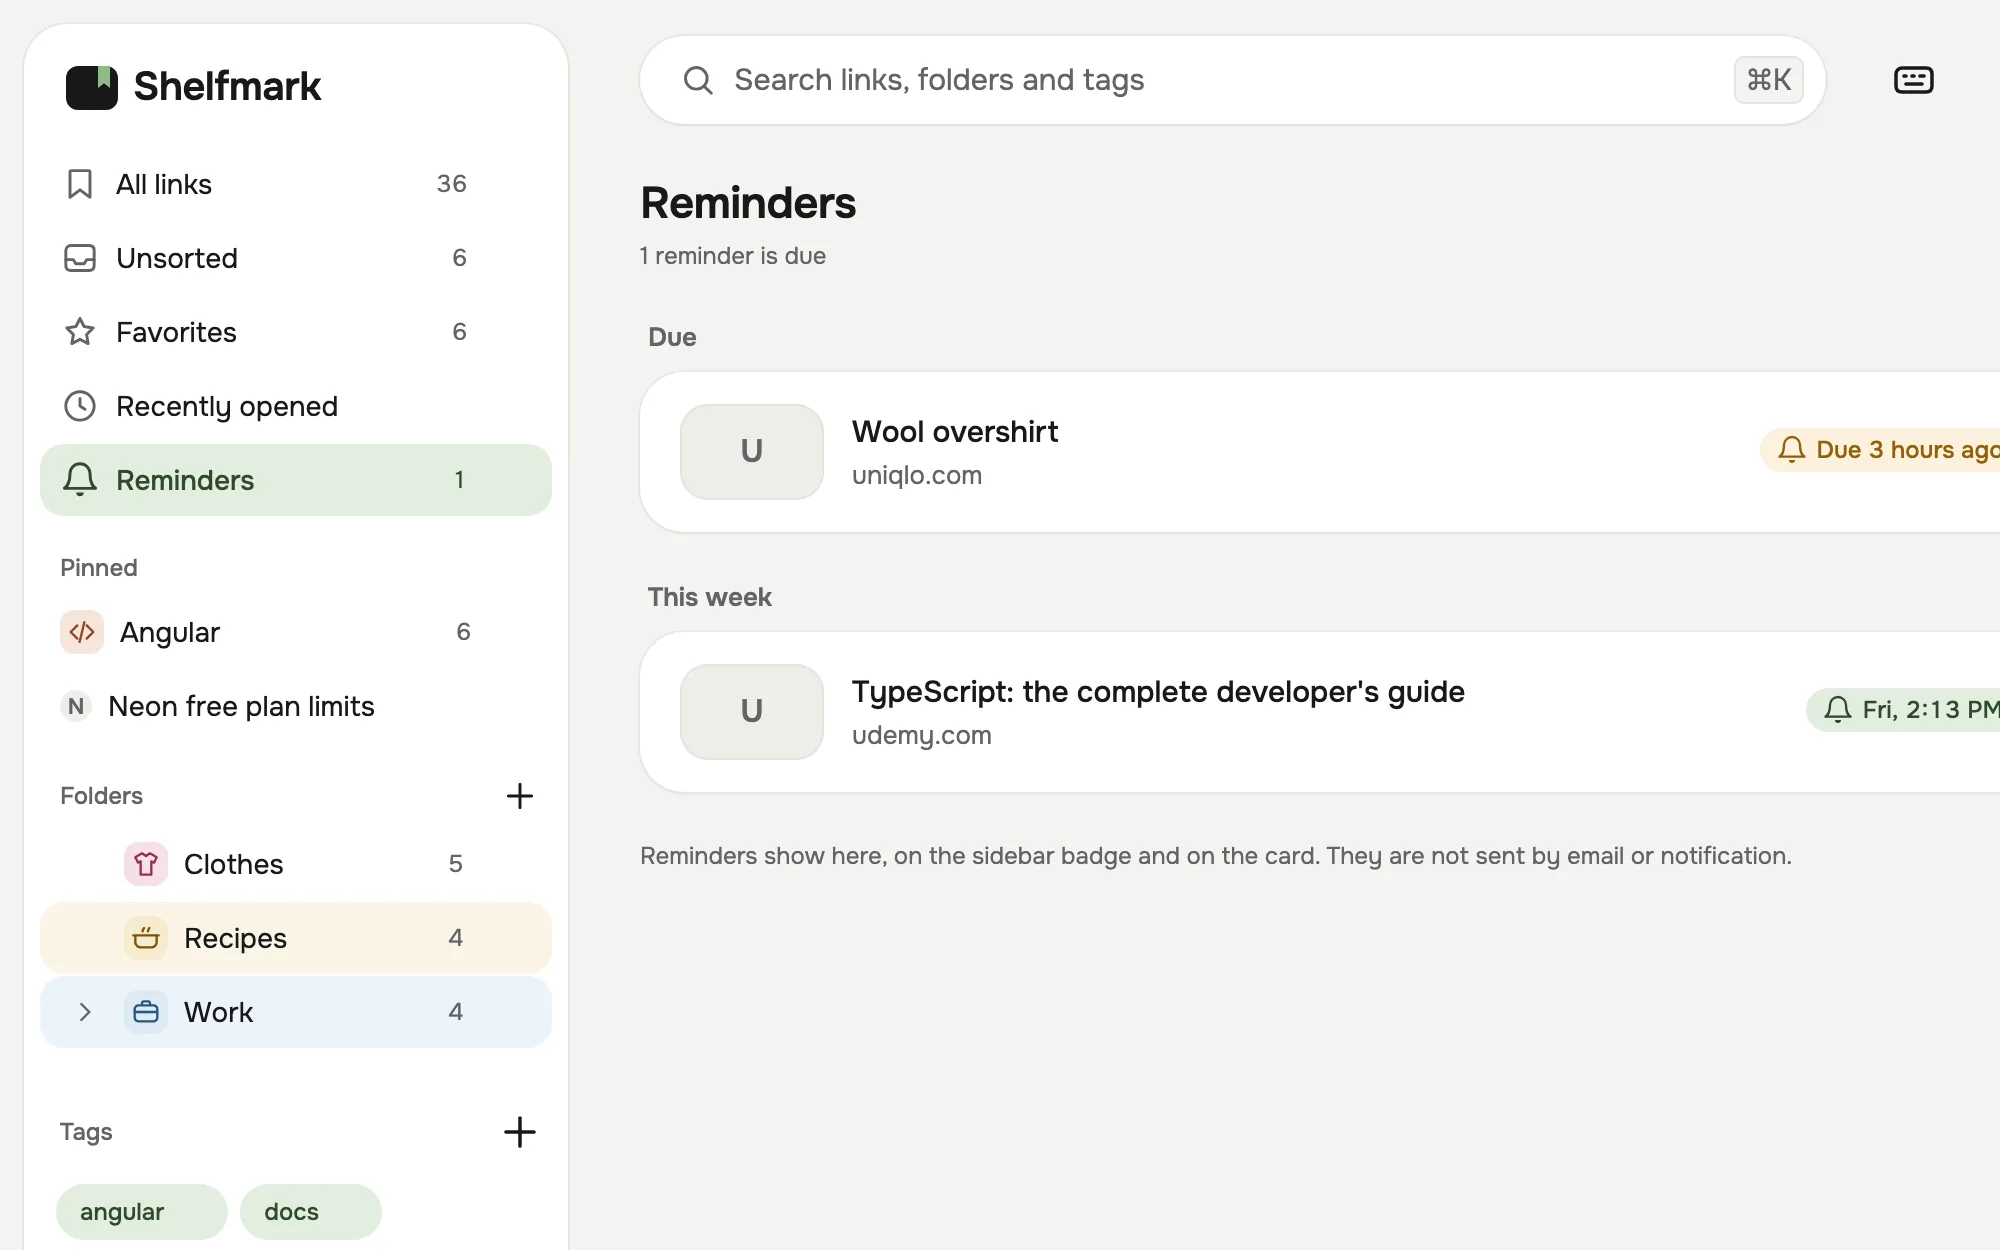 Shelfmark
Search links, folders and tags
⌘K
All links 36
Unsorted 6
Favorites 6
Recently opened
Reminders 1
Pinned
Angular 6
N Neon free plan limits
Folders
Clothes 5
Recipes 4
Work 4
Tags
angular docs
Reminders
1 reminder is due
Due
U
Wool overshirt
uniqlo.com
Due 3 hours ago
This week
U
TypeScript: the complete developer's guide
udemy.com
Fri, 2:13 PM
Reminders show here, on the sidebar badge and on the card. They are not sent by email or notification.